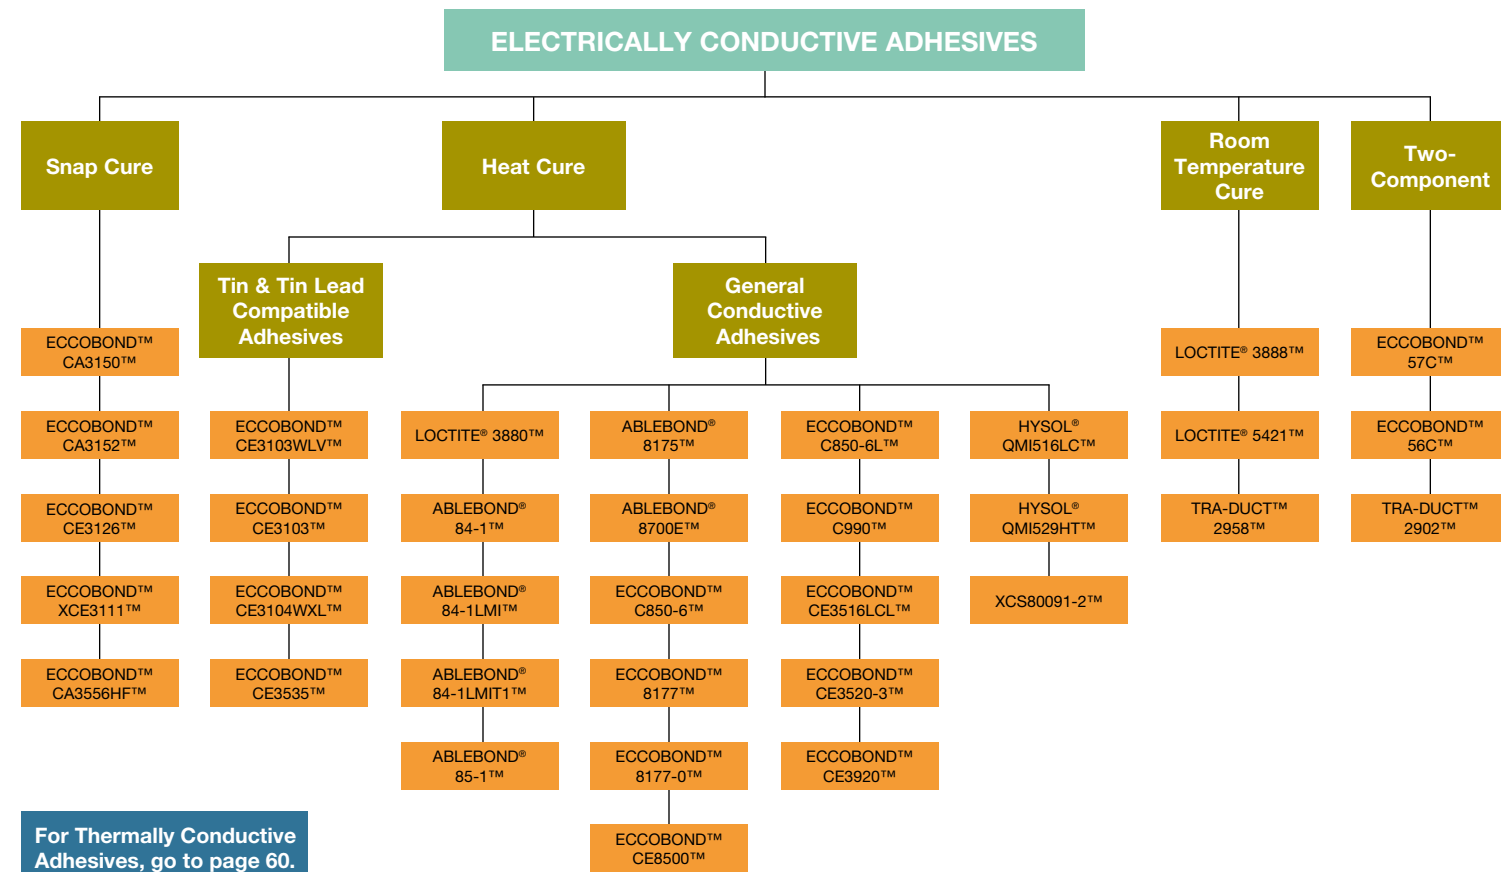 ELECTRICALLY CONDUCTIVE ADHESIVES
Snap Cure
Heat Cure
Room
Temperature
Cure
Two-
Component
Tin & Tin Lead
Compatible
Adhesives
General
Conductive
Adhesives
ECCOBOND™
CA3150™
ECCOBOND™
CA3152™
ECCOBOND™
CE3126™
ECCOBOND™
XCE3111™
ECCOBOND™
CA3556HF™
ECCOBOND™
CE3103WLV™
ECCOBOND™
CE3103™
ECCOBOND™
CE3104WXL™
ECCOBOND™
CE3535™
LOCTITE® 3880™
ABLEBOND®
84-1™
ABLEBOND®
84-1LMI™
ABLEBOND®
84-1LMIT1™
ABLEBOND®
85-1™
ABLEBOND®
8175™
ABLEBOND®
8700E™
ECCOBOND™
C850-6™
ECCOBOND™
8177™
ECCOBOND™
8177-0™
ECCOBOND™
CE8500™
ECCOBOND™
C850-6L™
ECCOBOND™
C990™
ECCOBOND™
CE3516LCL™
ECCOBOND™
CE3520-3™
ECCOBOND™
CE3920™
HYSOL®
QMI516LC™
HYSOL®
QMI529HT™
XCS80091-2™
LOCTITE® 3888™
LOCTITE® 5421™
TRA-DUCT™
2958™
ECCOBOND™
57C™
ECCOBOND™
56C™
TRA-DUCT™
2902™
For Thermally Conductive
Adhesives, go to page 60.